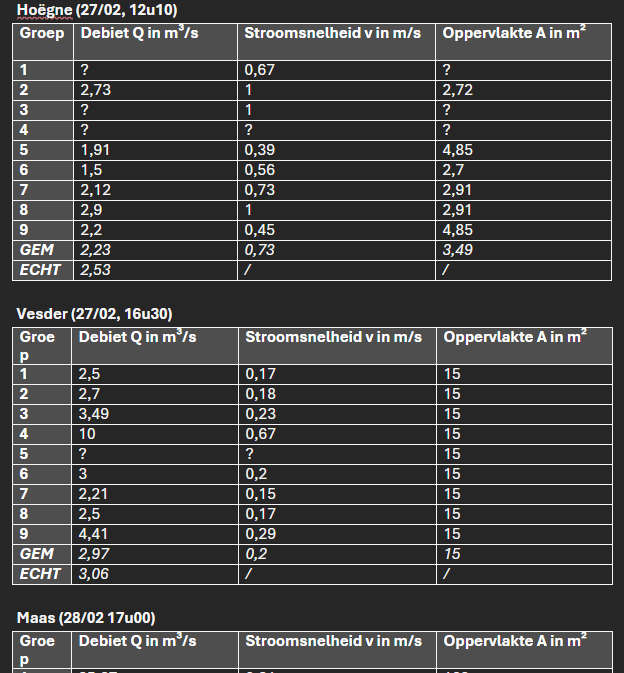 Hoëgne (27/02, 12u10)
Groep Debiet Q in m³/s Stroomsnelheid v in m/s Oppervlakte A in m²
1 ? 0,67 ?
2 2,73 1 2,72
3 ? 1 ?
4 ? ? ?
5 1,91 0,39 4,85
6 1,5 0,56 2,7
7 2,12 0,73 2,91
8 2,9 1 2,91
9 2,2 0,45 4,85
GEM 2,23 0,73 3,49
ECHT 2,53 / /
Vesder (27/02, 16u30)
Groe Debiet Q in m³/s Stroomsnelheid v in m/s Oppervlakte A in m²
p
1 2,5 0,17 15
2 2,7 0,18 15
3 3,49 0,23 15
4 10 0,67 15
5 ? ? 15
6 3 0,2 15
7 2,21 0,15 15
8 2,5 0,17 15
9 4,41 0,29 15
GEM 2,97 0,2 15
ECHT 3,06 / /
Maas (28/02 17u00)
Groe Debiet Q in m³/s Stroomsnelheid v in m/s Oppervlakte A in m²
p